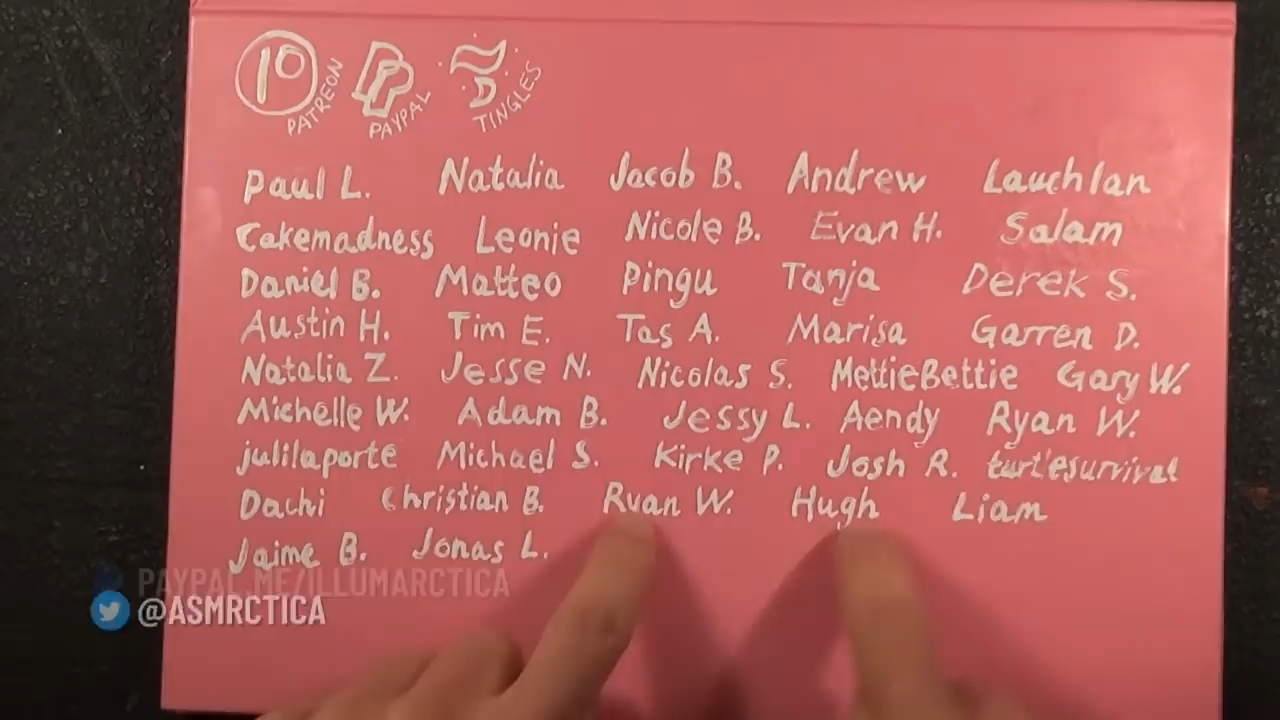 PATREON PAYPAL TINGLES
Paul L. Natalia Jacob B. Andrew Lauchlan
Cakemadness Leonie Nicole B. Evan H. Salam
Daniel B. Matteo Pingu Tanja Derek S.
Austin H. Tim E. Tas A. Marisa Garren D.
Natalia Z. Jesse N. Nicolas S. MettieBettie Gary W.
Michelle W. Adam B. Jessy L. Aendy Ryan W.
julilaporte Michael S. Kirke P. Josh R. turtlesurvival
Dachi Christian B. Ryan W. Hugh Liam
Jaime B. Jonas L.
PAYPAL.ME/ILLUMARCTICA
@ASMRCTICA